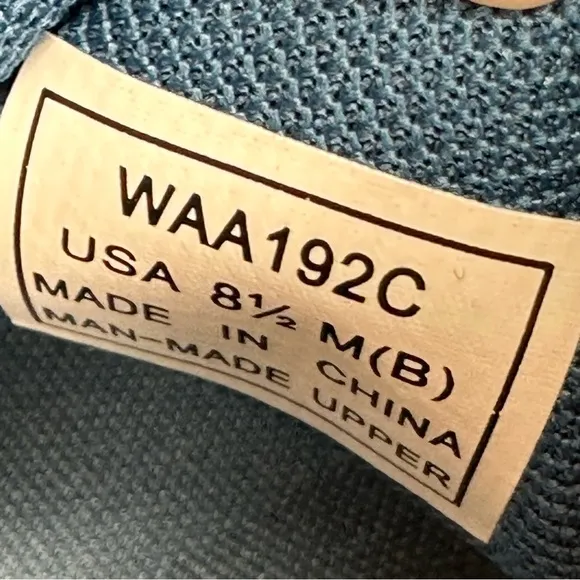 WAA192C
USA 8½ M(B)
MADE IN CHINA
MAN-MADE UPPER